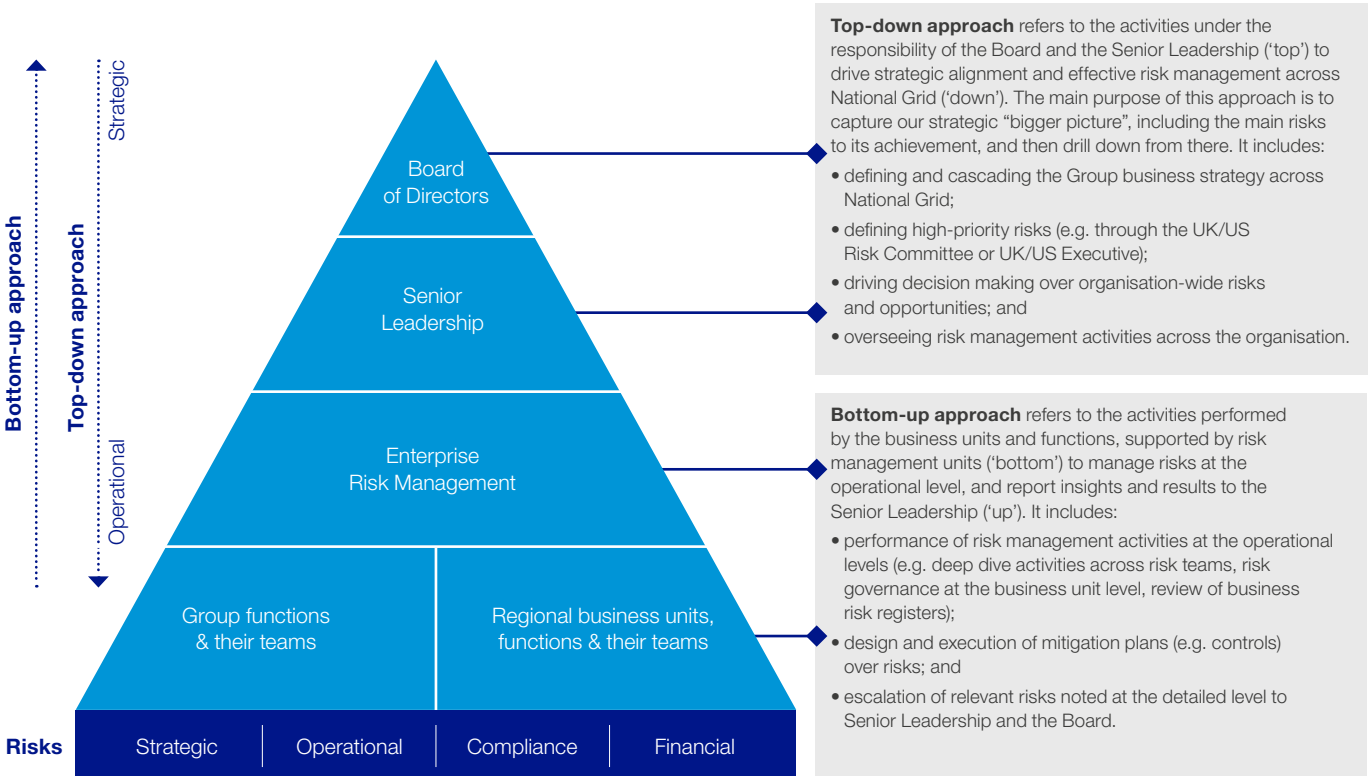 Bottom-up approach
Top-down approach
Strategic
Operational
Board
of Directors
Senior
Leadership
Enterprise
Risk Management
Group functions
& their teams
Regional business units,
functions & their teams
Risks
Strategic
Operational
Compliance
Financial
Top-down approach refers to the activities under the
responsibility of the Board and the Senior Leadership (‘top’) to
drive strategic alignment and effective risk management across
National Grid (‘down’). The main purpose of this approach is to
capture our strategic “bigger picture”, including the main risks
to its achievement, and then drill down from there. It includes:
• defining and cascading the Group business strategy across
National Grid;
• defining high-priority risks (e.g. through the UK/US
Risk Committee or UK/US Executive);
• driving decision making over organisation-wide risks
and opportunities; and
• overseeing risk management activities across the organisation.
Bottom-up approach refers to the activities performed
by the business units and functions, supported by risk
management units (‘bottom’) to manage risks at the
operational level, and report insights and results to the
Senior Leadership (‘up’). It includes:
• performance of risk management activities at the operational
levels (e.g. deep dive activities across risk teams, risk
governance at the business unit level, review of business
risk registers);
• design and execution of mitigation plans (e.g. controls)
over risks; and
• escalation of relevant risks noted at the detailed level to
Senior Leadership and the Board.